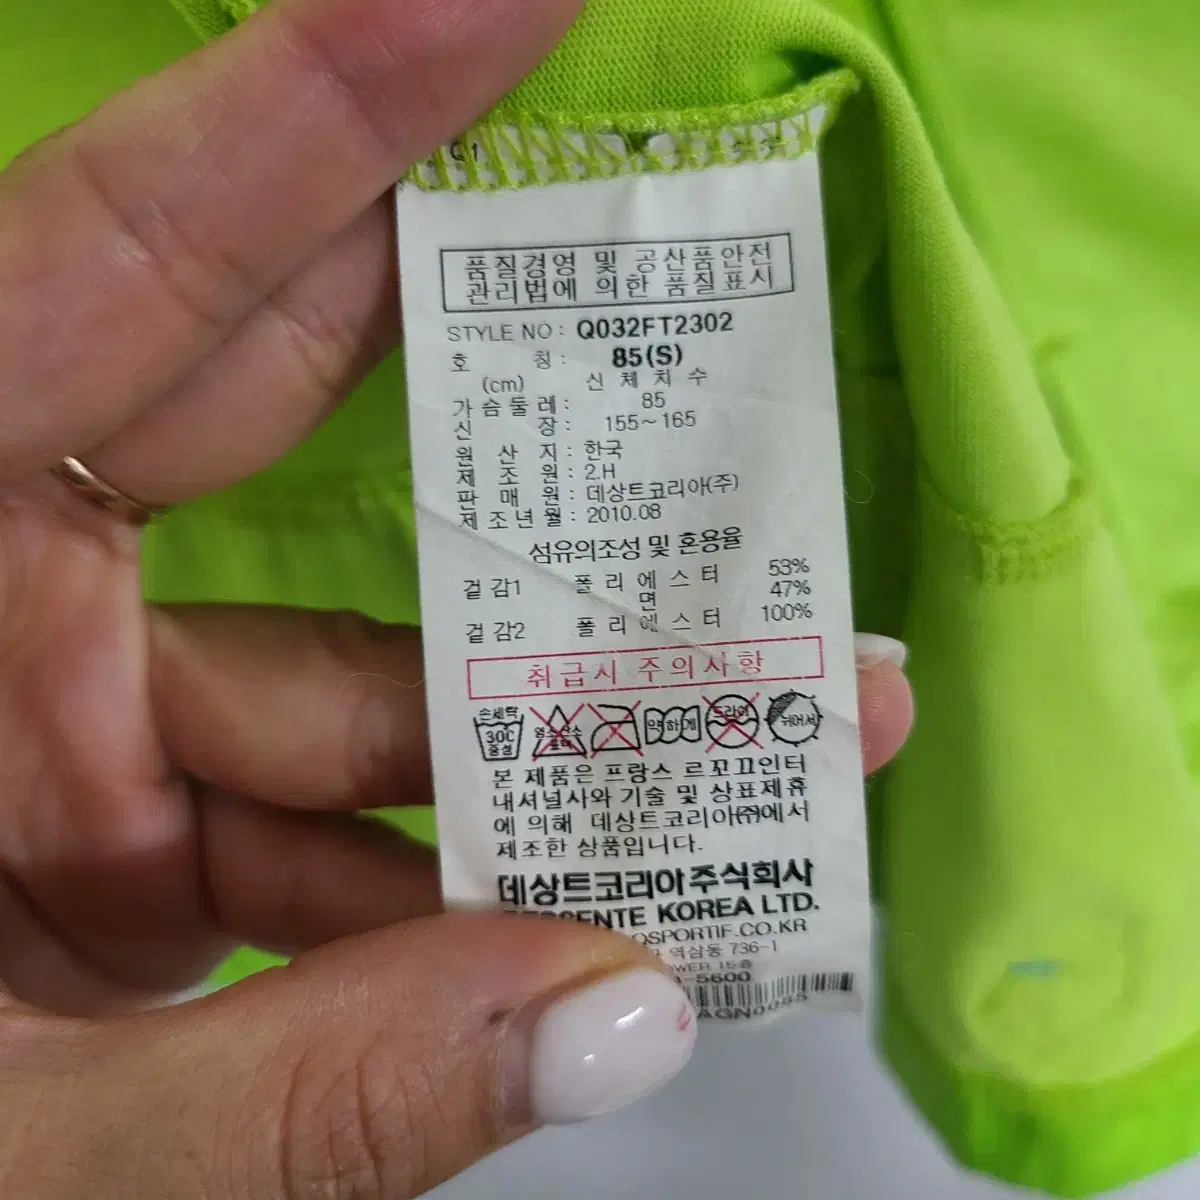 품질경영 및 공산품안전
관리법에 의한 품질표시
STYLE NO : Q032FT2302
호 칭 : 85(S)
(cm) 신 체 치 수
가 슴 둘 레 : 85
신 장 : 155~165
원 산 지 : 한국
제 조 원 : 2.H
판 매 원 : 데상트코리아(주)
제 조 년 월 : 2010.08
섬유의조성 및 혼용율
겉 감1 폴 리 에 스 터 53%
면 47%
겉 감2 폴 리 에 스 터 100%
취 급 시 주 의 사 항
손세탁 30C 중성 약하게 드라이 뉘어서
본 제품은 프랑스 르꼬끄인터
내셔널사와 기술 및 상표제휴
에 의해 데상트코리아(주)에서
제조한 상품입니다.
데상트코리아주식회사
KOREA LTD.
QSPORTIF.CO.KR
역삼동 736-1
15층
-5600